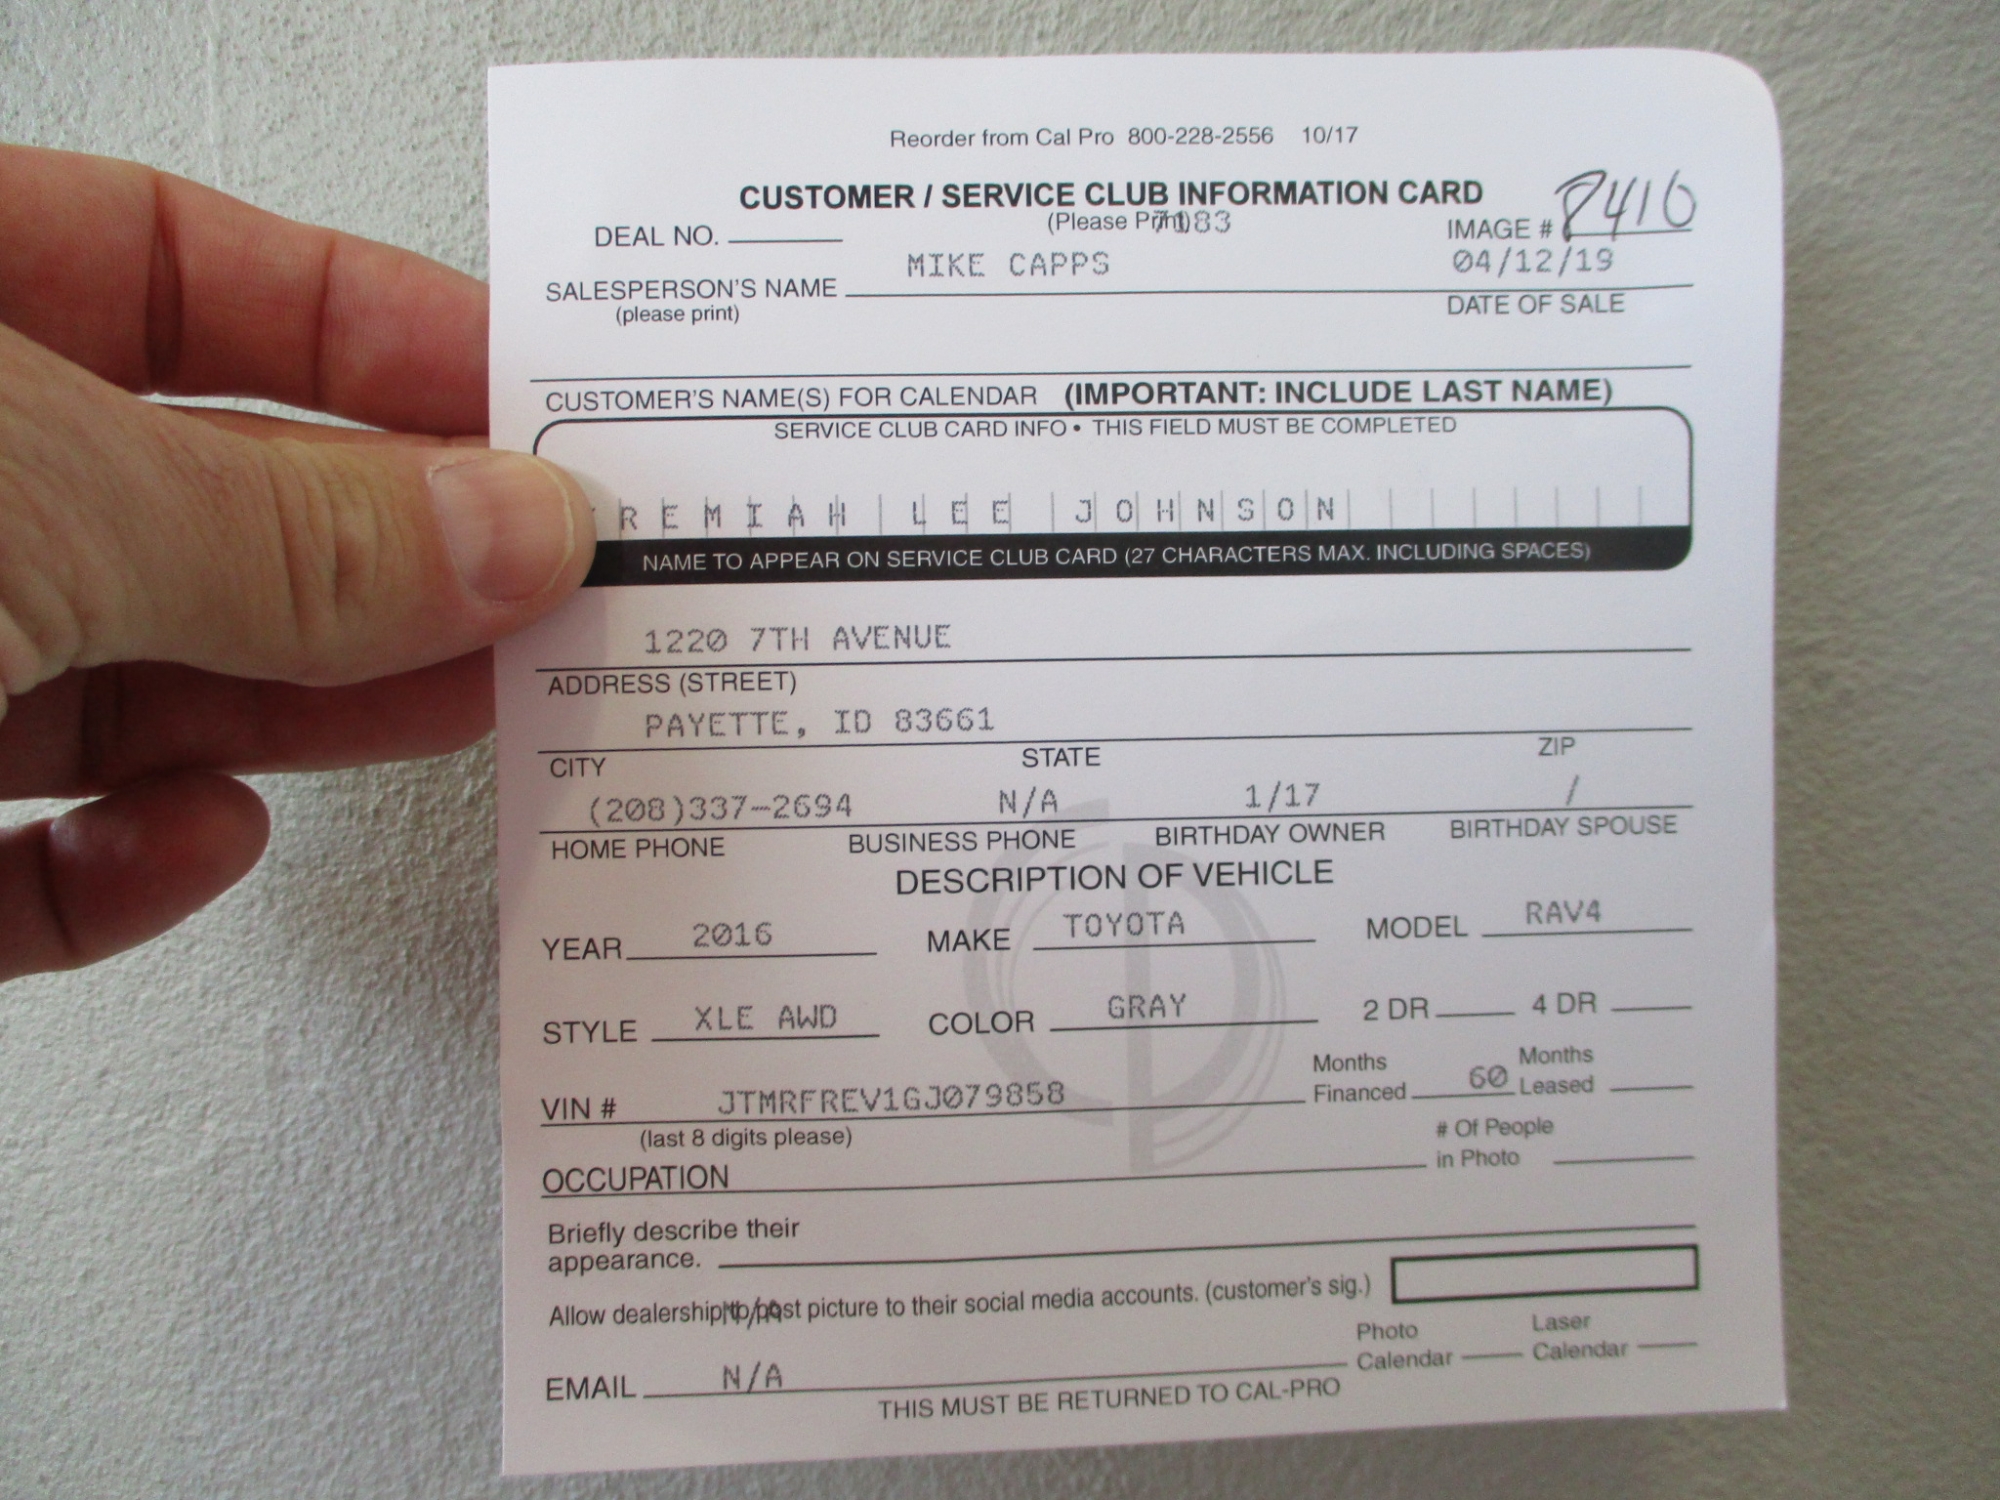 Reorder from Cal Pro 800-228-2556 10/17
CUSTOMER / SERVICE CLUB INFORMATION CARD
(Please Print)
DEAL NO. IMAGE # 8410
MIKE CAPPS 04/12/19
SALESPERSON'S NAME DATE OF SALE
(please print)
CUSTOMER'S NAME(S) FOR CALENDAR (IMPORTANT: INCLUDE LAST NAME)
SERVICE CLUB CARD INFO • THIS FIELD MUST BE COMPLETED
REMIAH LEE JOHNSON
NAME TO APPEAR ON SERVICE CLUB CARD (27 CHARACTERS MAX. INCLUDING SPACES)
1220 7TH AVENUE
ADDRESS (STREET)
PAYETTE, ID 83661
CITY STATE ZIP
(208)337-2694 N/A 1/17 /
HOME PHONE BUSINESS PHONE BIRTHDAY OWNER BIRTHDAY SPOUSE
DESCRIPTION OF VEHICLE
YEAR 2016 MAKE TOYOTA MODEL RAV4
STYLE XLE AWD COLOR GRAY 2 DR 4 DR
Months Months
Financed 60 Leased
VIN # JTMRFREV1GJ079858
(last 8 digits please)
# Of People
in Photo
OCCUPATION
Briefly describe their
appearance.
Allow dealership to post picture to their social media accounts. (customer's sig.)
N/A
Photo Laser
Calendar Calendar
EMAIL N/A
THIS MUST BE RETURNED TO CAL-PRO